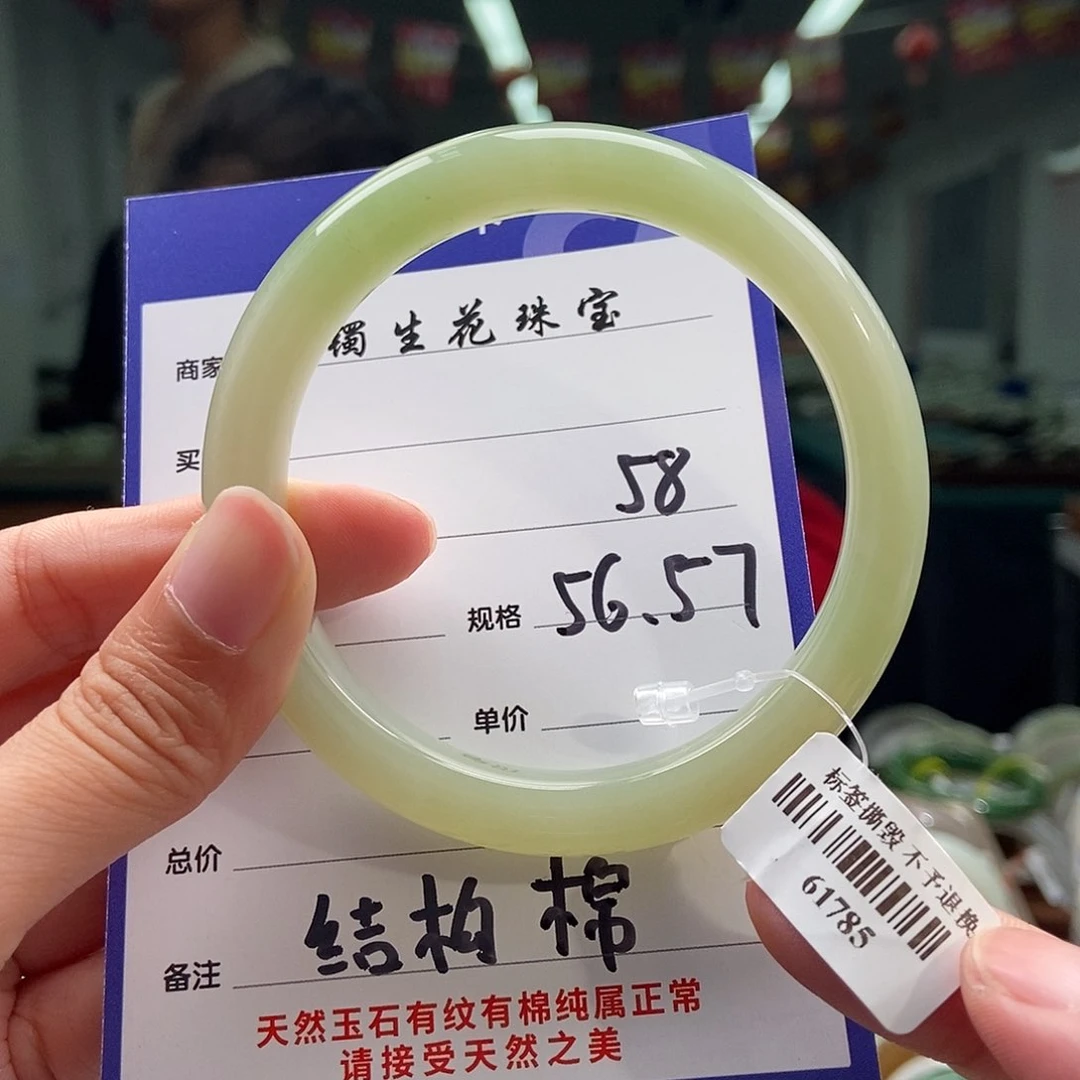 镯生花珠宝
商家
买
58
规格 56.57
单价
总价
备注 结构棉
天然玉石有纹有棉纯属正常
请接受天然之美
标签撕毁不予退换
61785